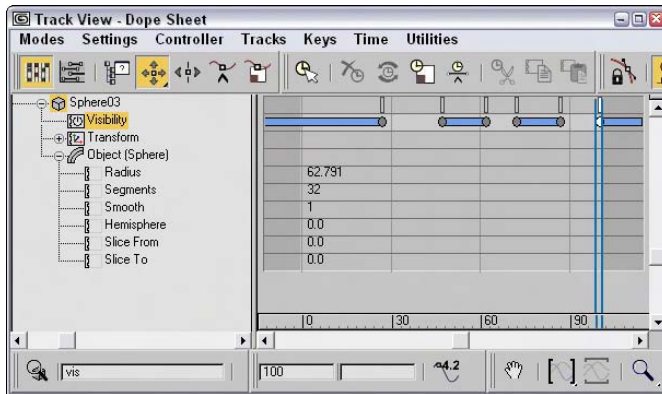 Track View - Dope Sheet
Modes Settings Controller Tracks Keys Time Utilities
Sphere03
Visibility
Transform
Object (Sphere)
Radius 62.791
Segments 32
Smooth 1
Hemisphere 0.0
Slice From 0.0
Slice To 0.0
0 30 60 90
vis 100 4.2